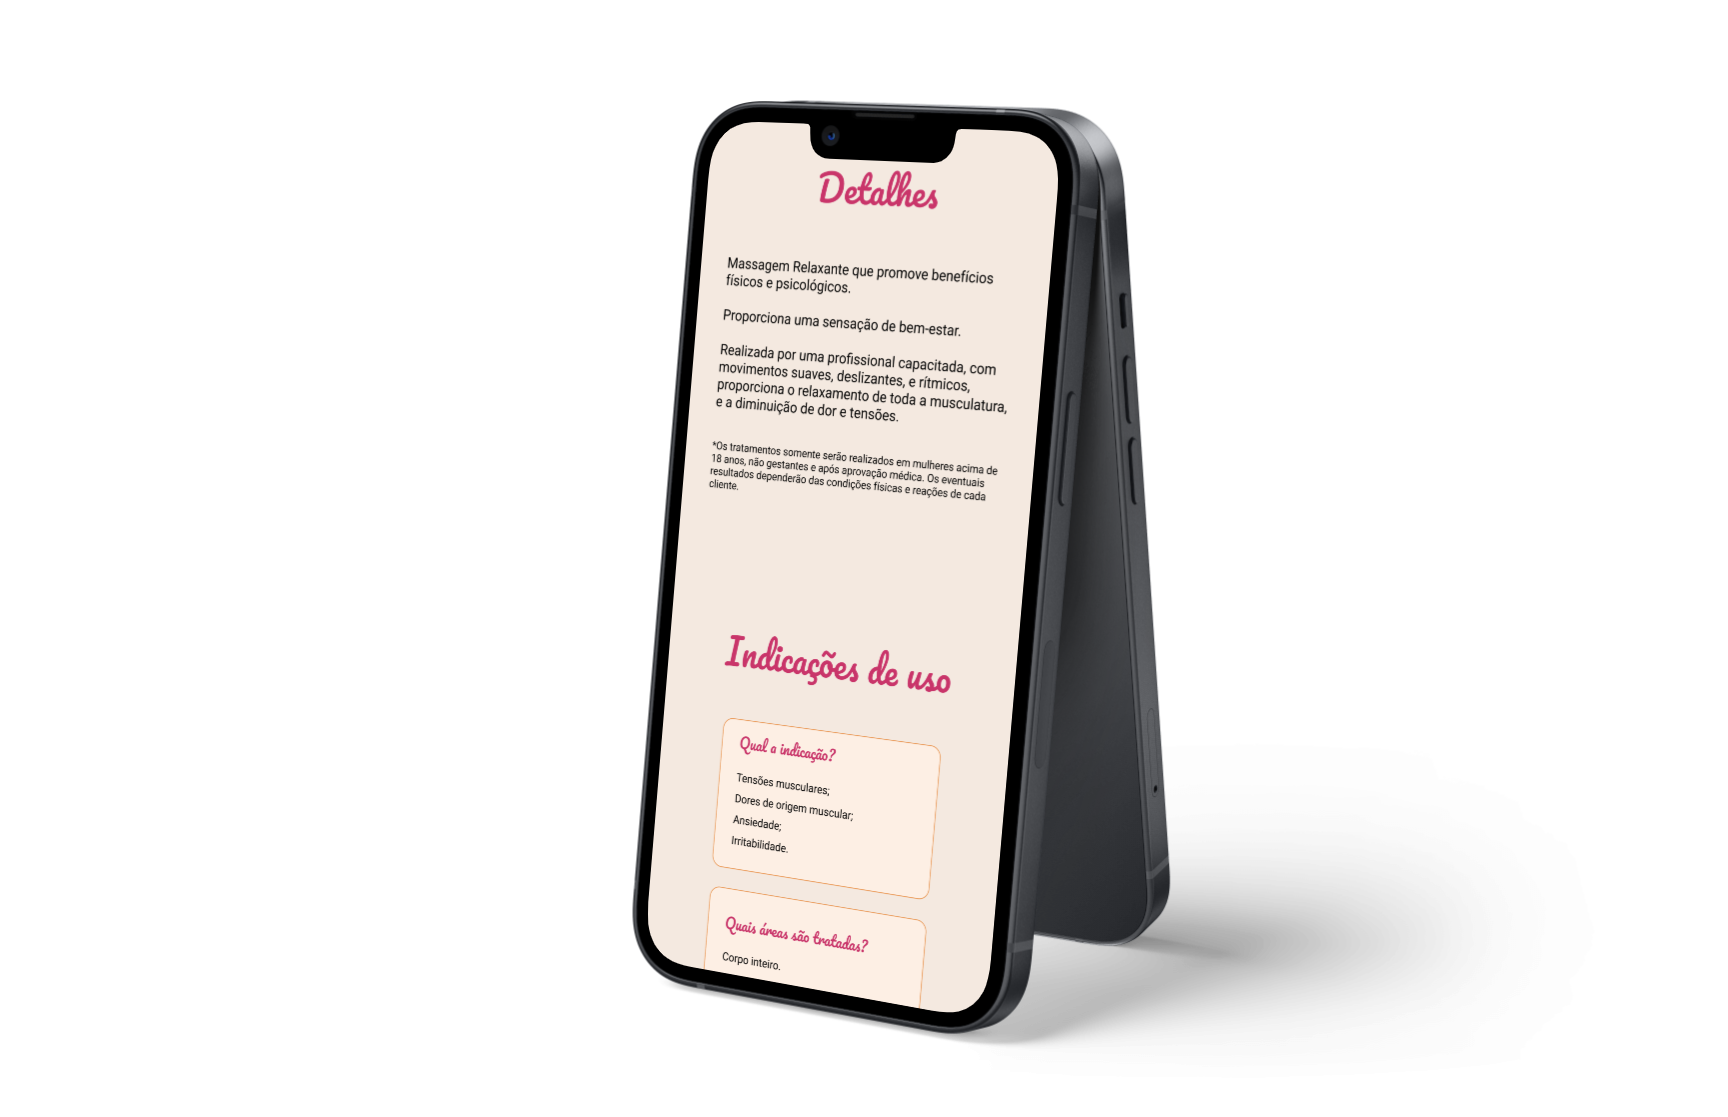 Detalhes
Massagem Relaxante que promove benefícios
físicos e psicológicos.
Proporciona uma sensação de bem-estar.
Realizada por uma profissional capacitada, com
movimentos suaves, deslizantes, e rítmicos,
proporciona o relaxamento de toda a musculatura,
e a diminuição de dor e tensões.
*Os tratamentos somente serão realizados em mulheres acima de
18 anos, não gestantes e após aprovação médica. Os eventuais
resultados dependerão das condições físicas e reações de cada
cliente.
Indicações de uso
Qual a indicação?
Tensões musculares;
Dores de origem muscular;
Ansiedade;
Irritabilidade.
Quais áreas são tratadas?
Corpo inteiro.